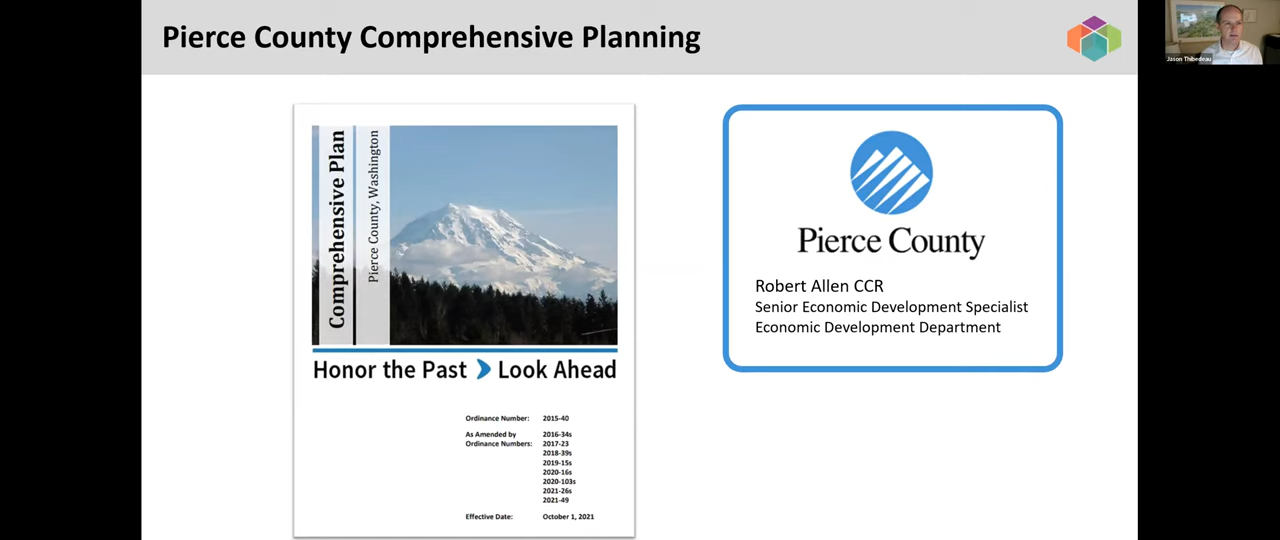 Pierce County Comprehensive Planning
Jason Thibedeau
Comprehensive Plan
Pierce County, Washington
Honor the Past Look Ahead
Ordinance Number: 2015-40
As Amended by 2016-34s
Ordinance Numbers: 2017-23
2018-39s
2019-15s
2020-16s
2020-103s
2021-26s
2021-49
Effective Date: October 1, 2021
Pierce County
Robert Allen CCR
Senior Economic Development Specialist
Economic Development Department